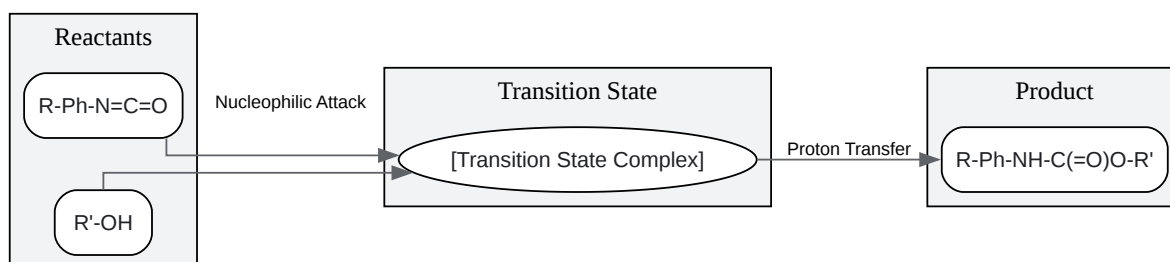 Reactants
R-Ph-N=C=O
R'-OH
Nucleophilic Attack
Transition State
[Transition State Complex]
Proton Transfer
Product
R-Ph-NH-C(=O)O-R'